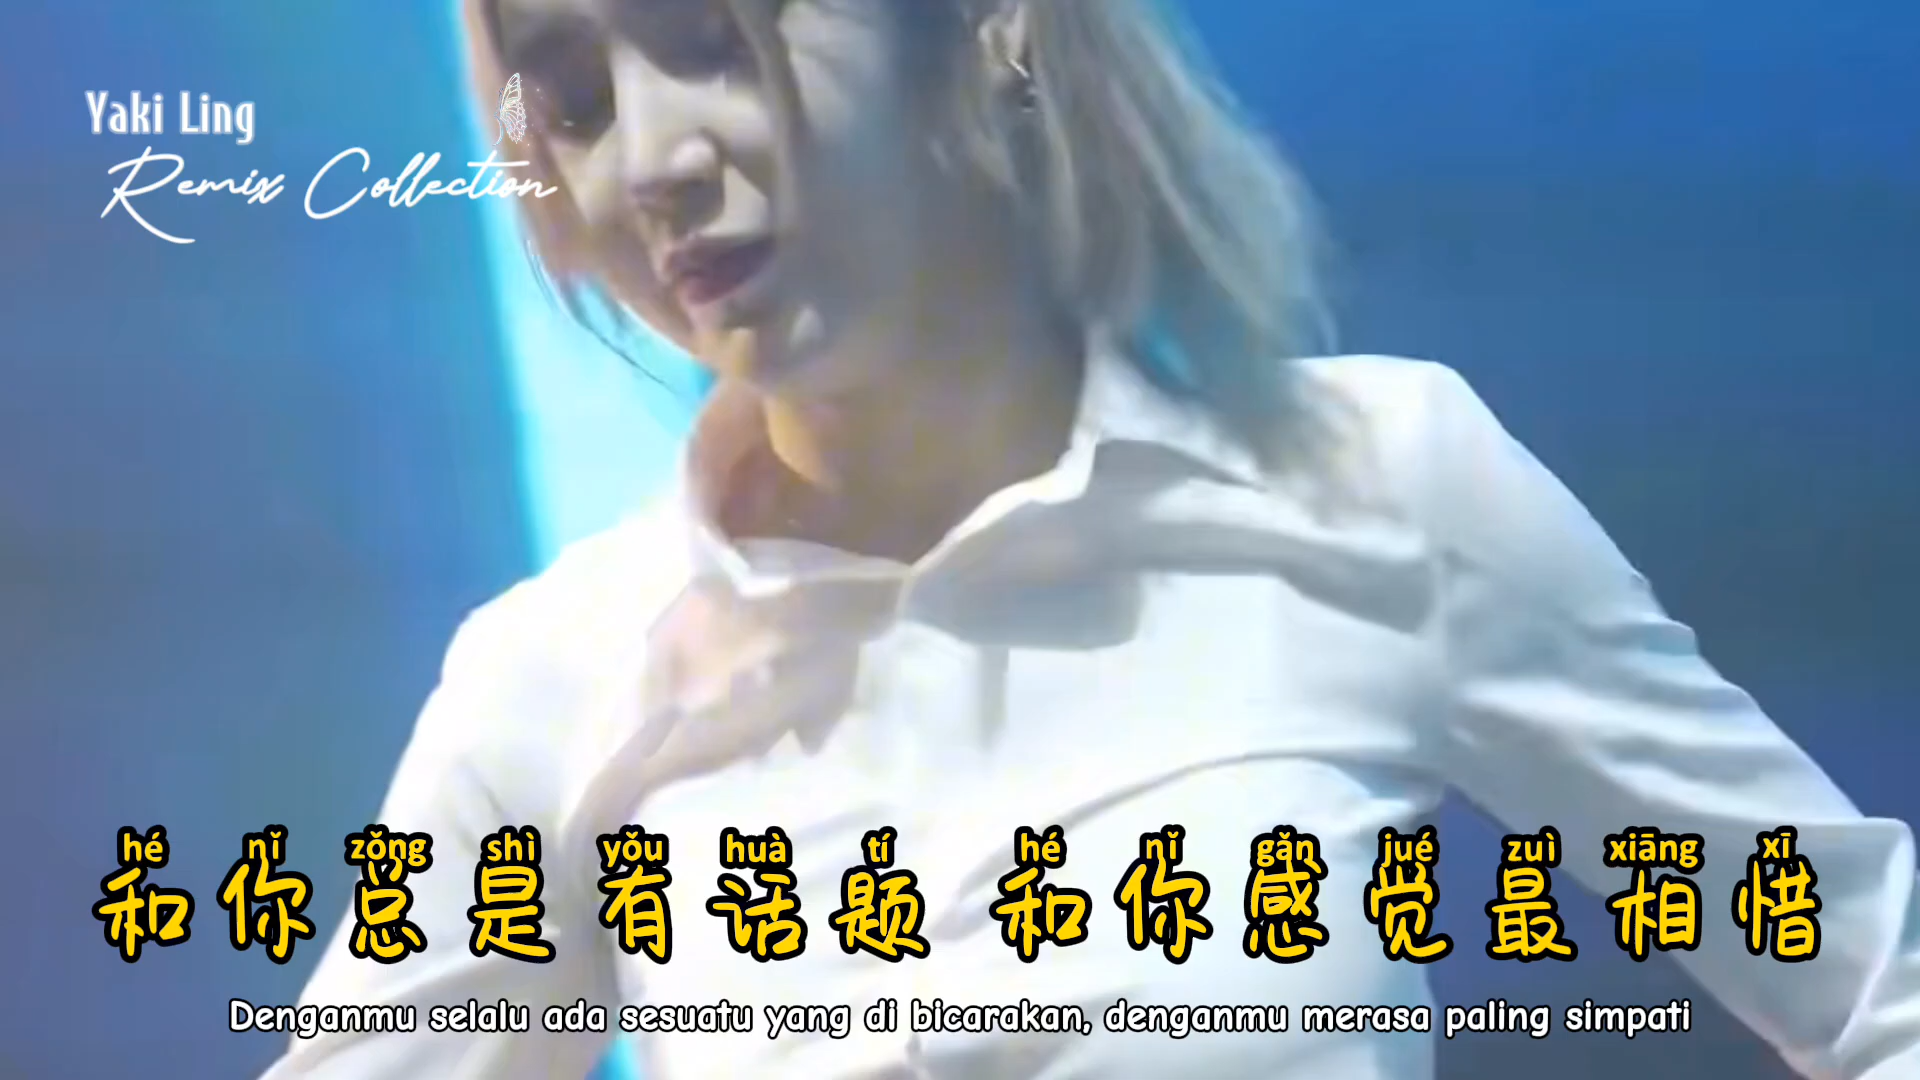 Yaki Ling
Remix Collection
hé nǐ zǒng shì yǒu huà tí hé nǐ gǎn jué zuì xiāng xī
和你总是有话题 和你感觉最相惜
Denganmu selalu ada sesuatu yang di bicarakan, denganmu merasa paling simpati